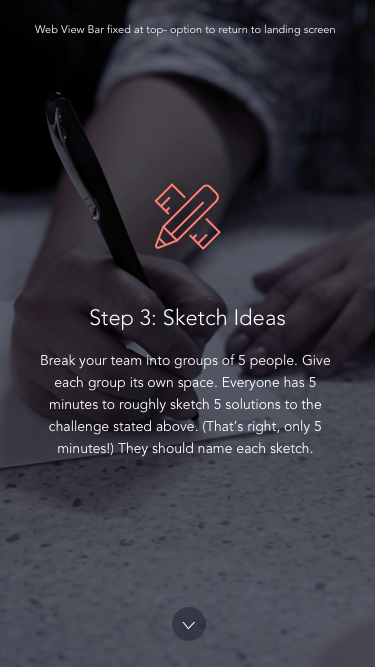 Web View Bar fixed at top- option to return to landing screen
Step 3: Sketch Ideas
Break your team into groups of 5 people. Give
each group its own space. Everyone has 5
minutes to roughly sketch 5 solutions to the
challenge stated above. (That's right, only 5
minutes!) They should name each sketch.